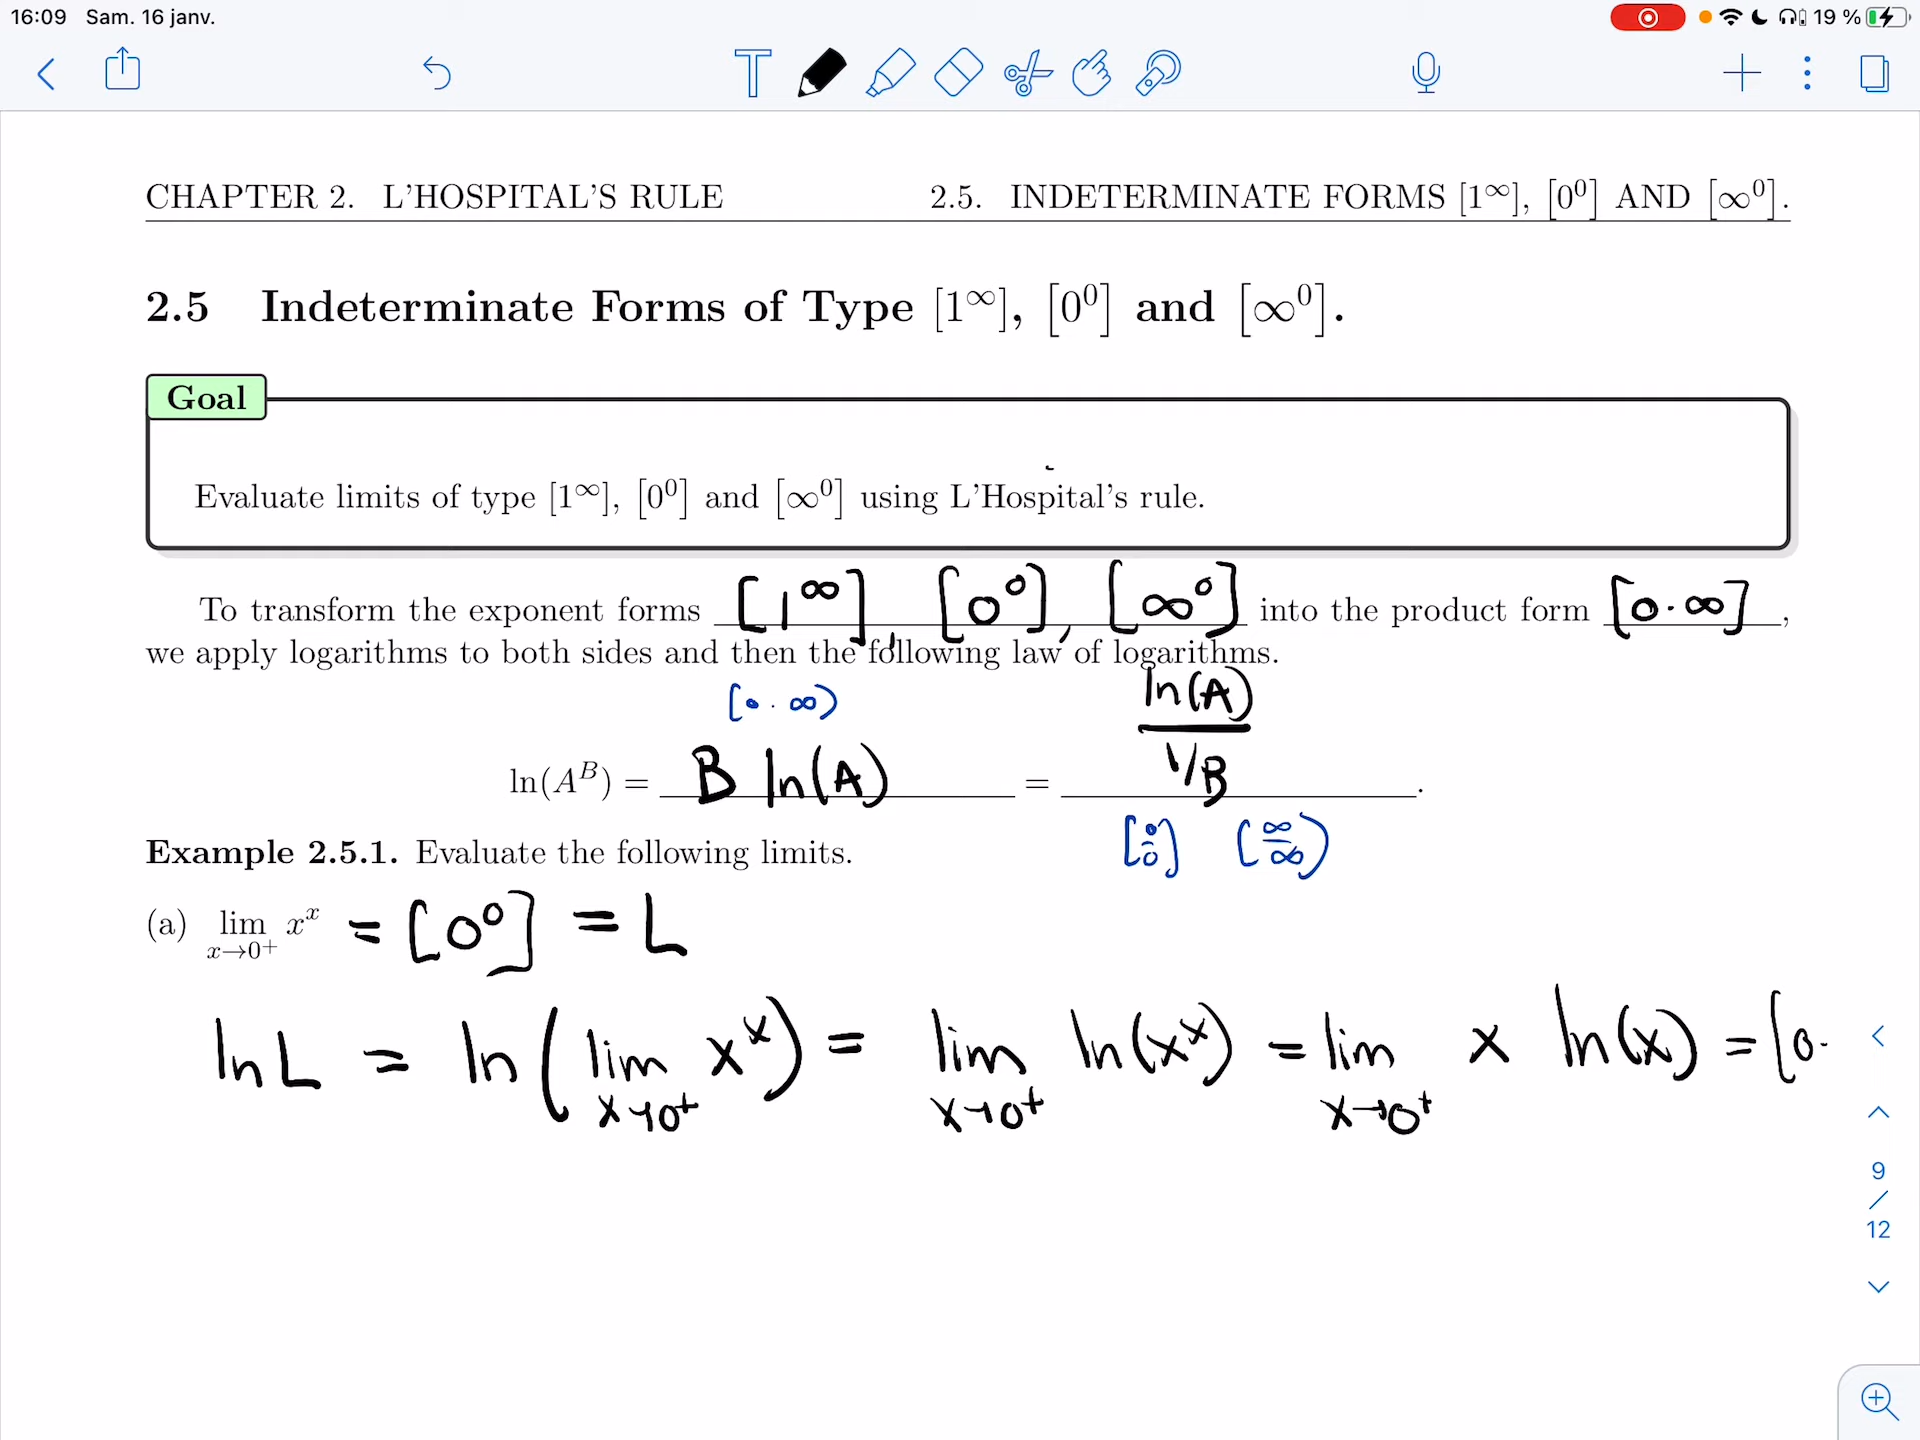 16:09 Sam. 16 janv. 19 %
CHAPTER 2. L'HOSPITAL'S RULE 2.5. INDETERMINATE FORMS [1^∞], [0^0] AND [∞^0].
2.5 Indeterminate Forms of Type [1^∞], [0^0] and [∞^0].
Goal
Evaluate limits of type [1^∞], [0^0] and [∞^0] using L'Hospital's rule.
To transform the exponent forms [1^∞], [0^0], [∞^0] into the product form [0·∞],
we apply logarithms to both sides and then the following law of logarithms.
[0·∞)
ln(A^B) = B ln(A) = ln(A) / 1/B.
[0/0] [∞/∞)
Example 2.5.1. Evaluate the following limits.
(a) lim x→0+ x^x = [0^0] = L
ln L = ln( lim x→0+ x^x ) = lim x→0+ ln(x^x) = lim x→0+ x ln(x) = [0·
9
/
12